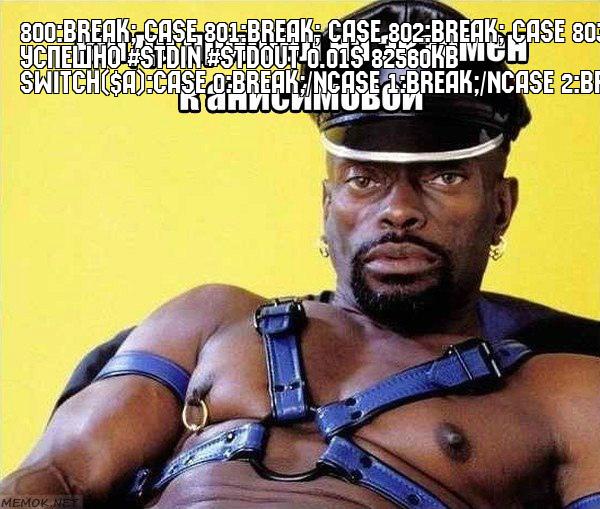 800:BREAK; CASE 801:BREAK; CASE 802:BREAK; CASE 803
УСПЕШНО #STDIN #STDOUT 0.01S 82560KB
SWITCH($A):CASE 0:BREAK;/NCASE 1:BREAK;/NCASE 2:BR
к анисимовой
MEMOK.NET